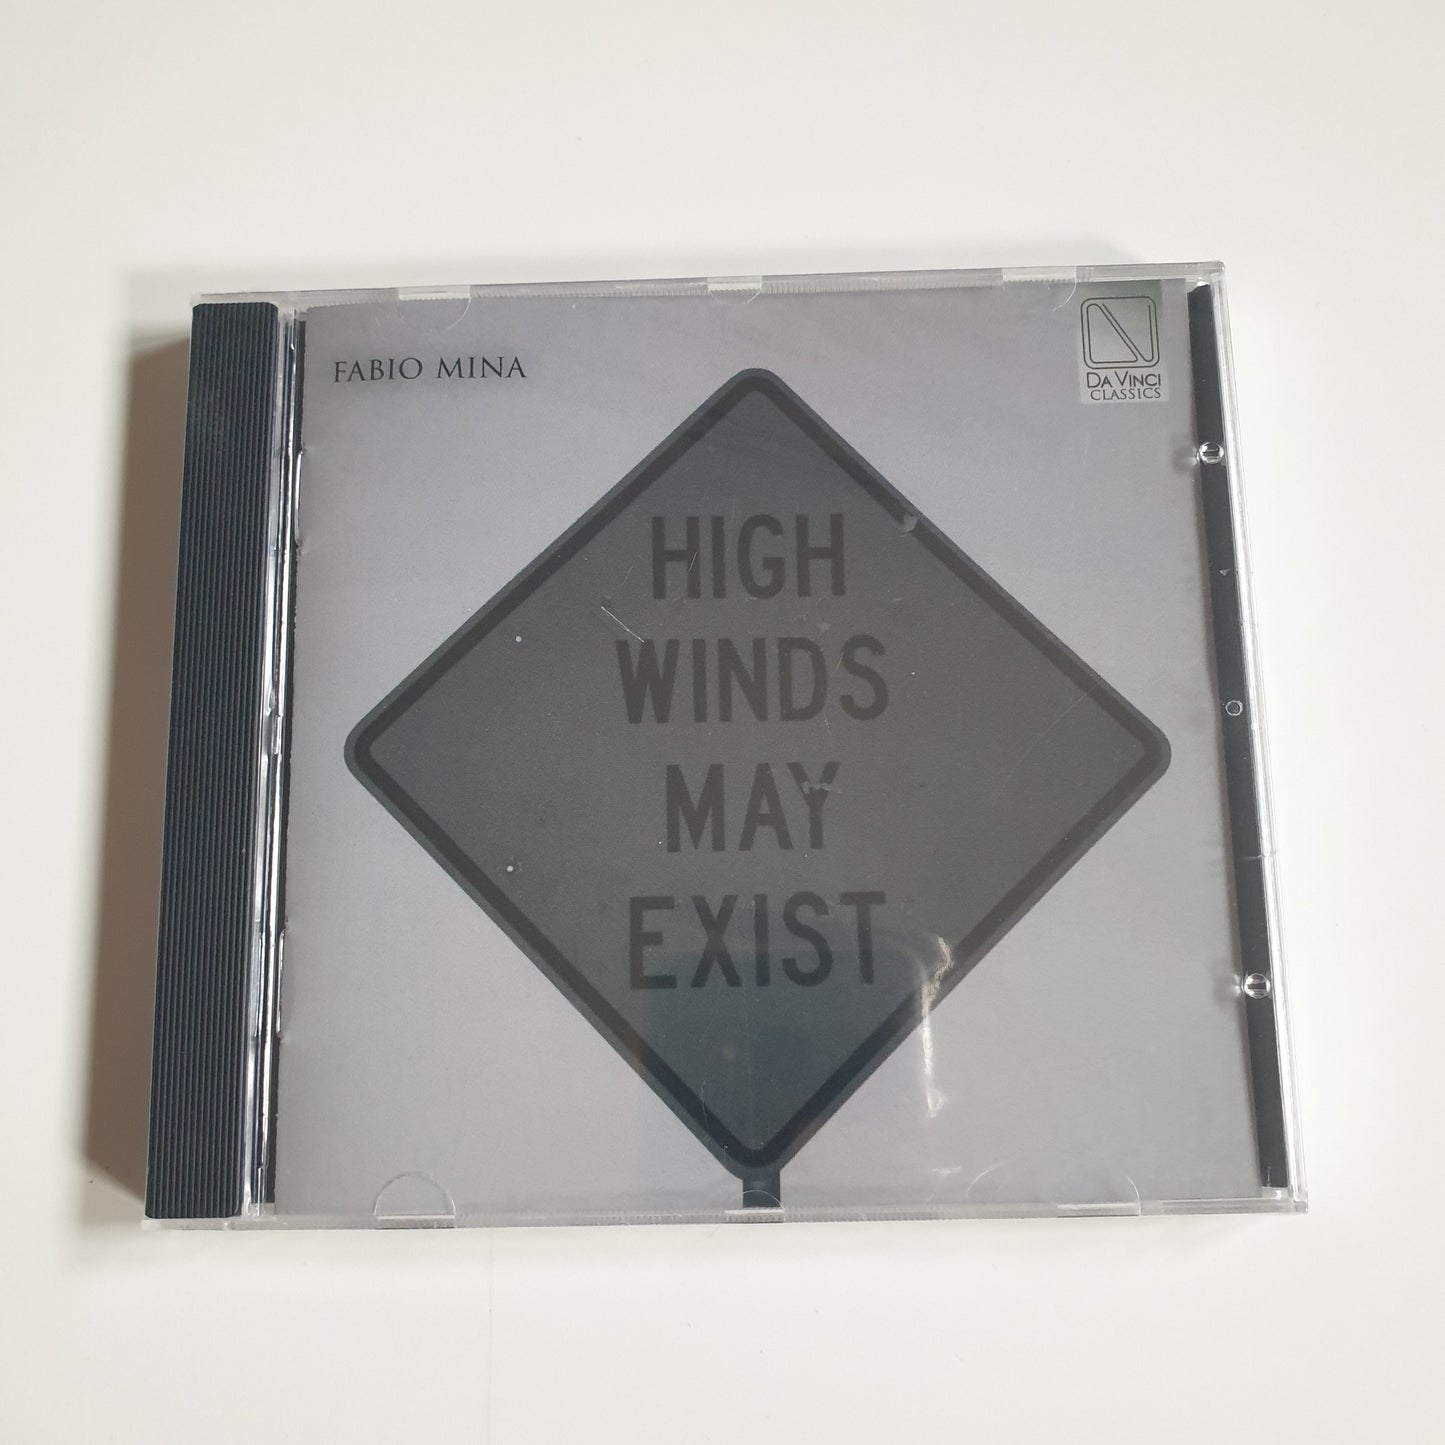 FABIO MINA
DA VINCI
CLASSICS
HIGH
WINDS
MAY
EXIST